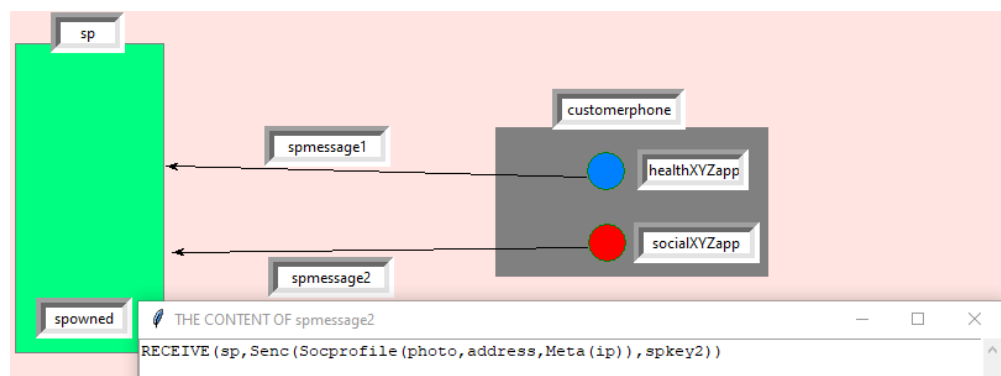 sp
customerphone
spmessage1
healthXYZapp
socialXYZapp
spmessage2
spowned
THE CONTENT OF spmessage2
RECEIVE(sp,Senc(Socprofile(photo,address,Meta(ip)),spkey2))